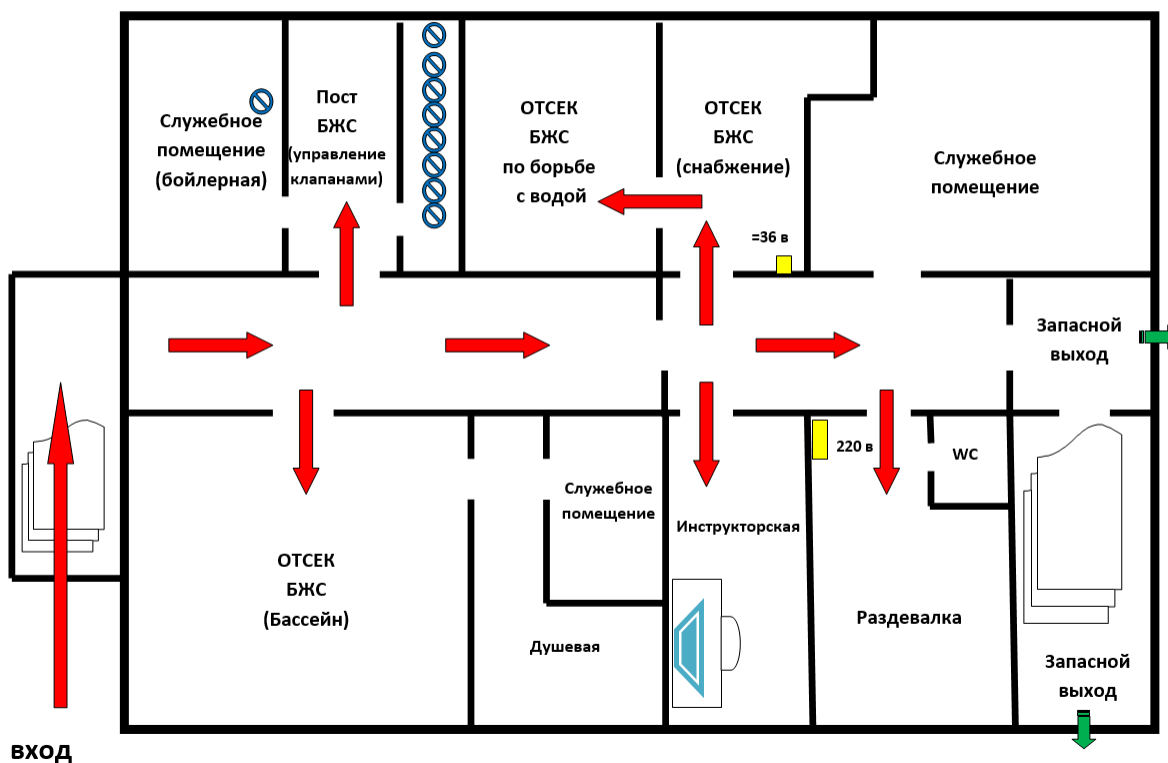 Служебное
помещение
(бойлерная)
Пост
БЖС
(управление
клапанами)
ОТСЕК
БЖС
по борьбе
с водой
ОТСЕК
БЖС
(снабжение)
=36 в
Служебное
помещение
Запасной
выход
ОТСЕК
БЖС
(Бассейн)
Служебное
помещение
Душевая
Инструкторская
220 в
WC
Раздевалка
Запасной
выход
вход